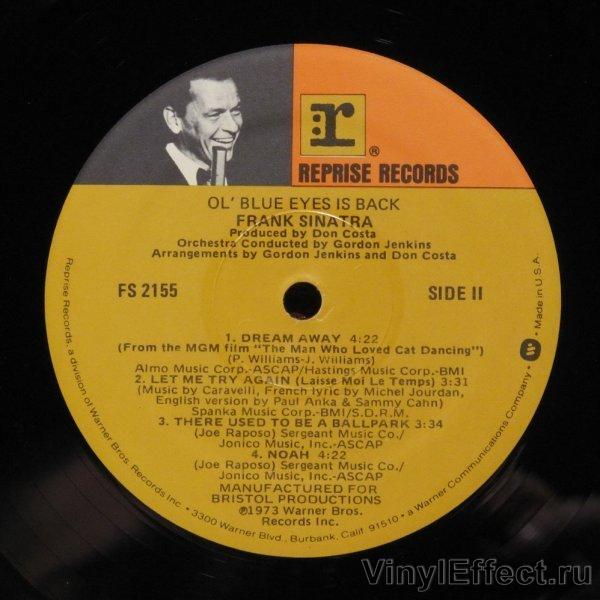 r
®
REPRISE RECORDS
OL' BLUE EYES IS BACK
FRANK SINATRA
Produced by Don Costa
Orchestra Conducted by Gordon Jenkins
Arrangements by Gordon Jenkins and Don Costa
FS 2155
SIDE II
1. DREAM AWAY 4:22
(From the MGM film "The Man Who Loved Cat Dancing")
(P. Williams-J. Williams)
Almo Music Corp.-ASCAP/Hastings Music Corp.-BMI
2. LET ME TRY AGAIN (Laisse Moi Le Temps) 3:31
(Music by Caravelli, French lyric by Michel Jourdan,
English version by Paul Anka & Sammy Cahn)
Spanka Music Corp.-BMI/S.D.R.M.
3. THERE USED TO BE A BALLPARK 3:34
(Joe Raposo) Sergeant Music Co./
Jonico Music, Inc.-ASCAP
4. NOAH 4:22
(Joe Raposo) Sergeant Music Co./
Jonico Music, Inc.-ASCAP
MANUFACTURED FOR
BRISTOL PRODUCTIONS
℗1973 Warner Bros.
Records Inc.
Reprise Records, a division of Warner Bros. Records Inc. • 3300 Warner Blvd., Burbank, Calif. 91510 • a Warner Communications Company • W • Made in U.S.A.
VinylEffect.ru